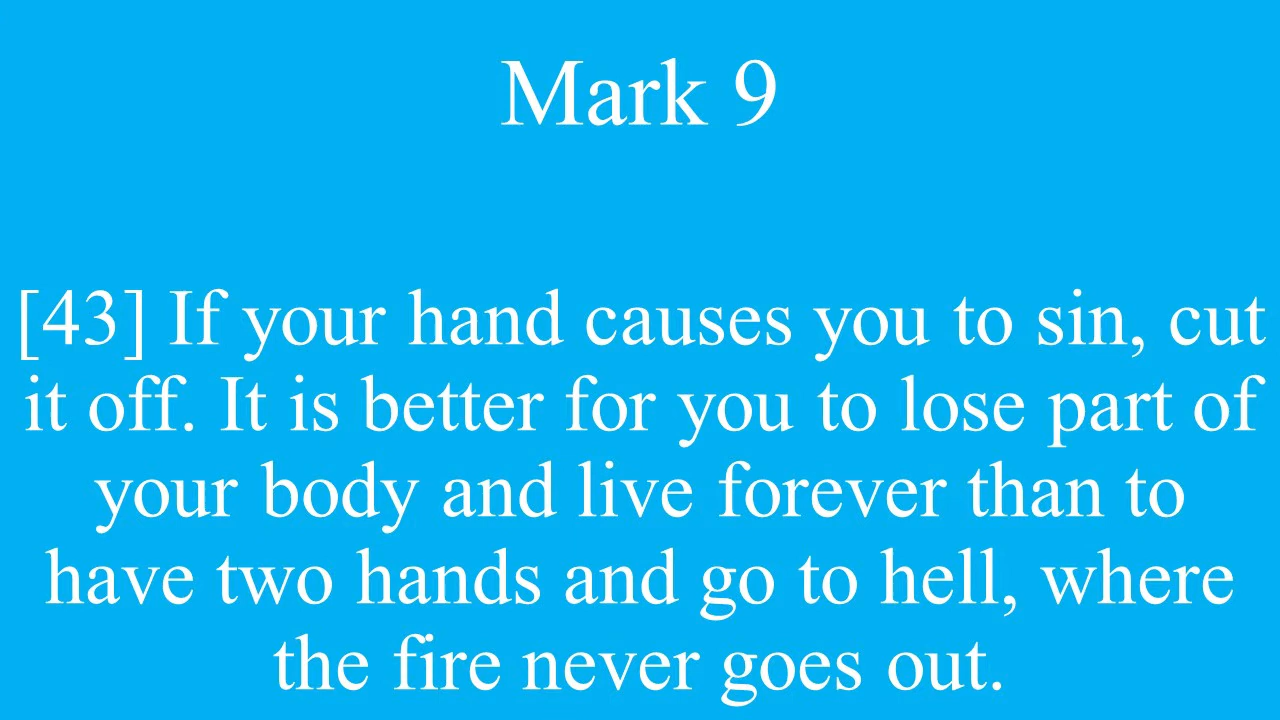 Mark 9
[43] If your hand causes you to sin, cut
it off. It is better for you to lose part of
your body and live forever than to
have two hands and go to hell, where
the fire never goes out.